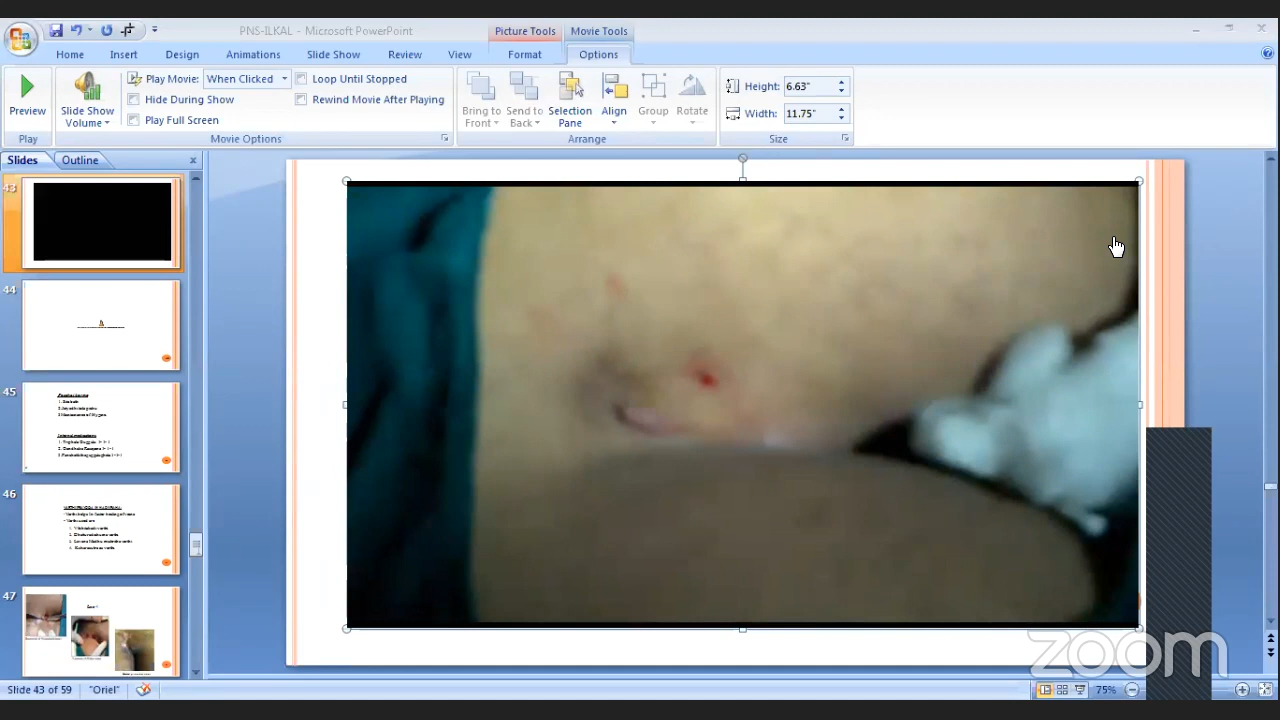 PNS-ILKAL - Microsoft PowerPoint
Picture Tools
Movie Tools
Home
Insert
Design
Animations
Slide Show
Review
View
Format
Options
Preview
Play
Slide Show Volume
Play Movie:
When Clicked
Hide During Show
Play Full Screen
Loop Until Stopped
Rewind Movie After Playing
Movie Options
Bring to Front
Send to Back
Selection Pane
Align
Group
Rotate
Arrange
Height:
6.63"
Width:
11.75"
Size
Slides
Outline
43
44
45
46
47
Slide 43 of 59
"Oriel"
75%
zoom